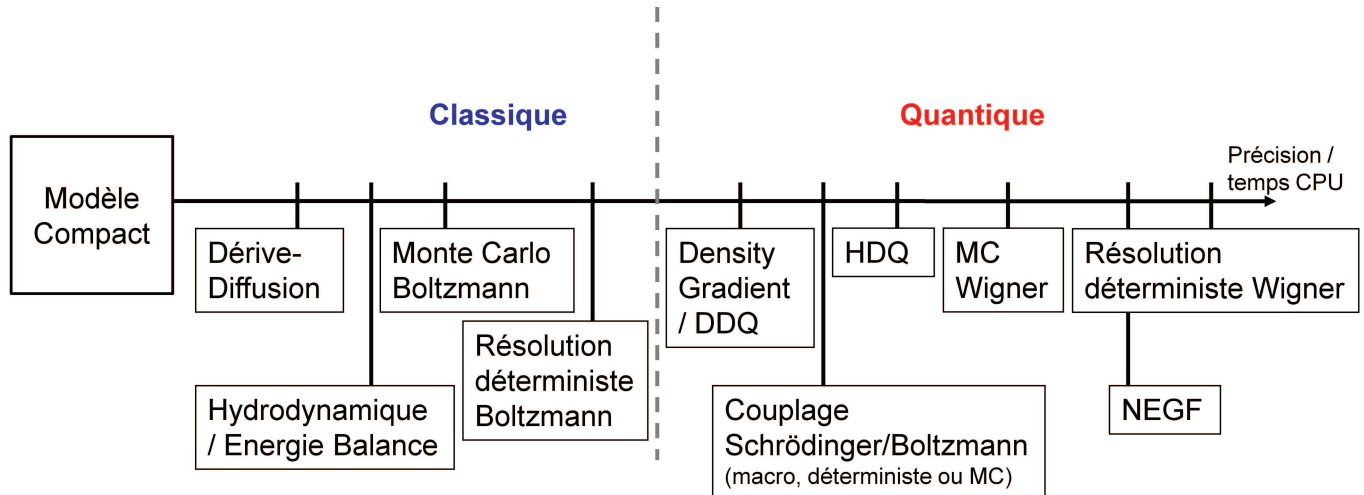 Classique
Quantique
Précision /
temps CPU
Modèle
Compact
Dérive-
Diffusion
Monte Carlo
Boltzmann
Density
Gradient
/ DDQ
HDQ
MC
Wigner
Résolution
déterministe Wigner
Résolution
déterministe
Boltzmann
Hydrodynamique
/ Energie Balance
Couplage
Schrödinger/Boltzmann
(macro, déterministe ou MC)
NEGF